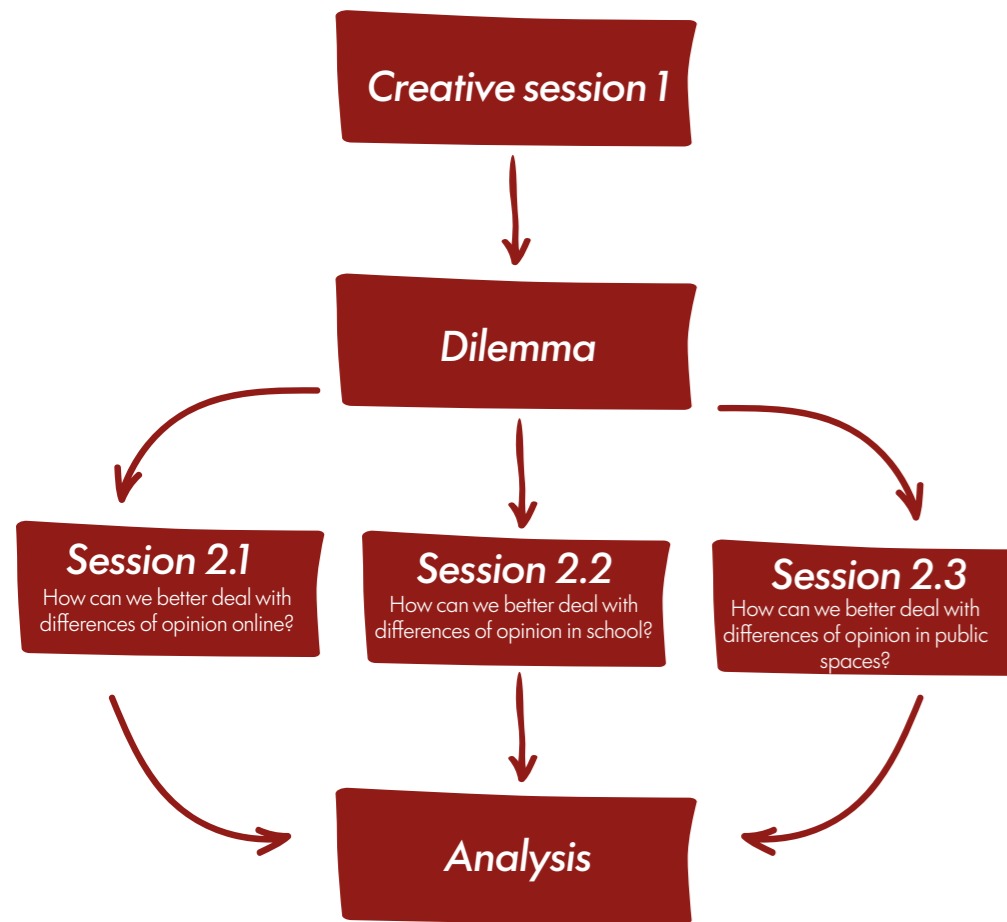 Creative session 1
Dilemma
Session 2.1
How can we better deal with
differences of opinion online?
Session 2.2
How can we better deal with
differences of opinion in school?
Session 2.3
How can we better deal with
differences of opinion in public
spaces?
Analysis